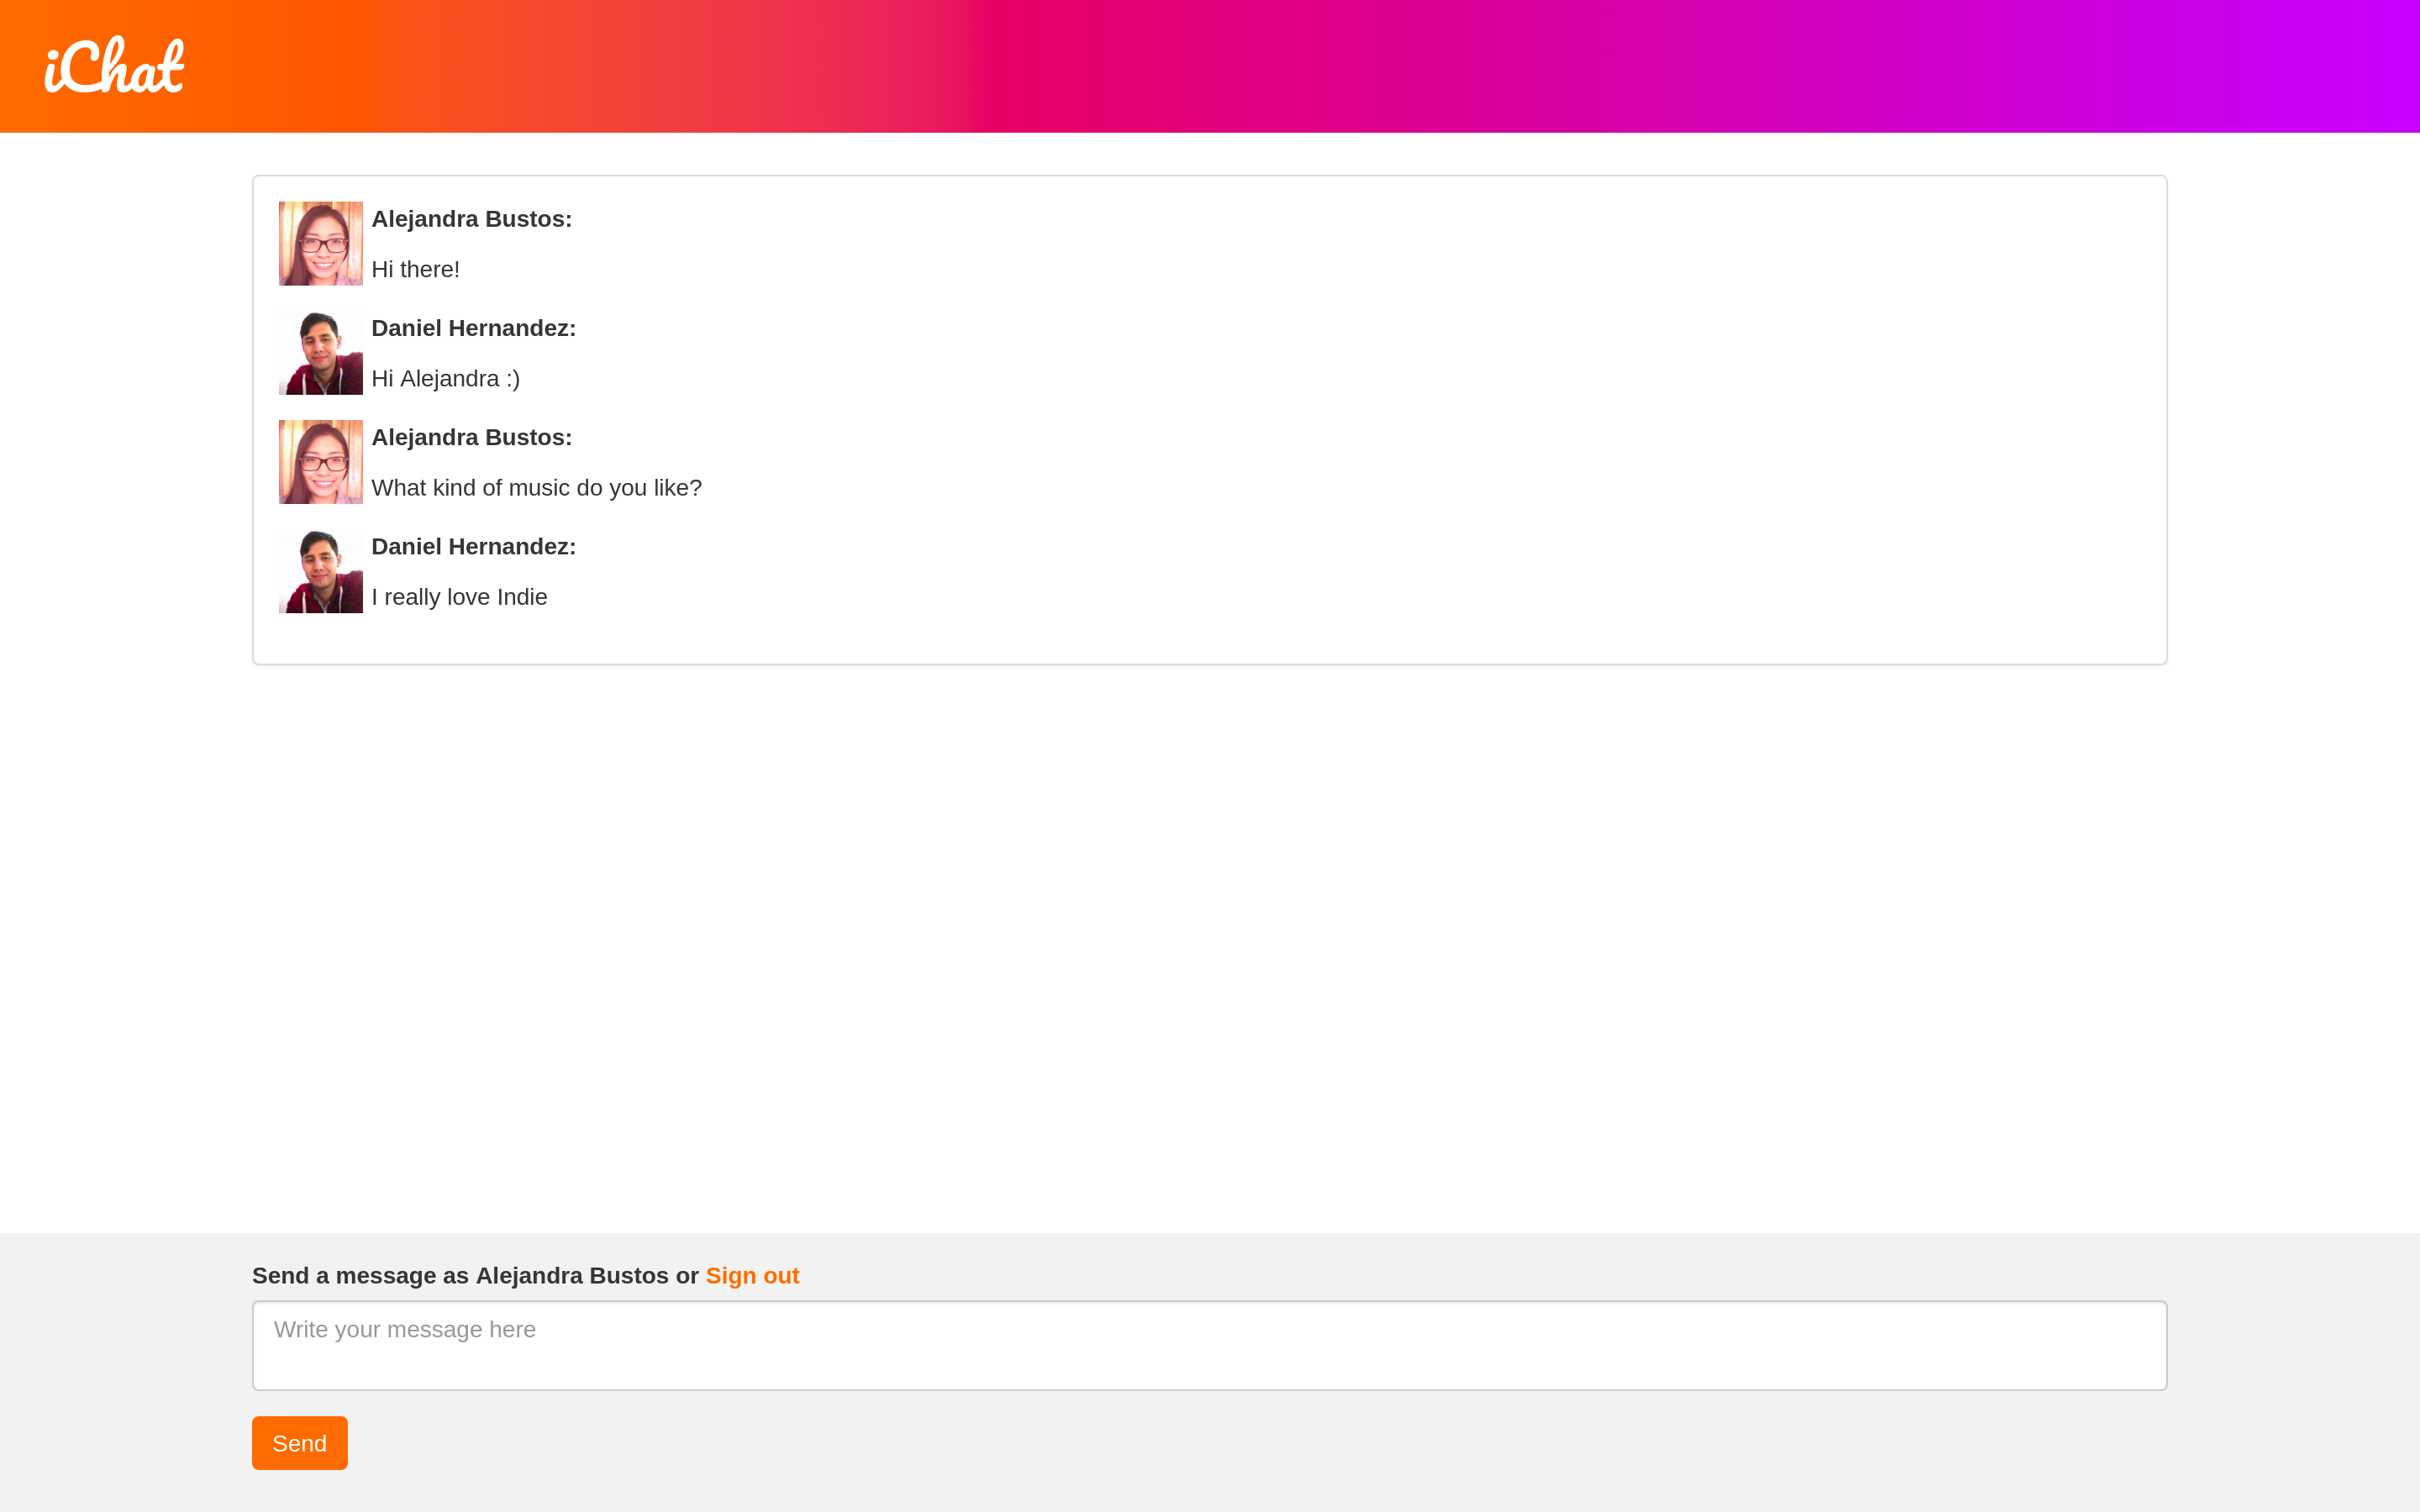 iChat
Alejandra Bustos:
Hi there!
Daniel Hernandez:
Hi Alejandra :)
Alejandra Bustos:
What kind of music do you like?
Daniel Hernandez:
I really love Indie
Send a message as Alejandra Bustos or Sign out
Write your message here
Send